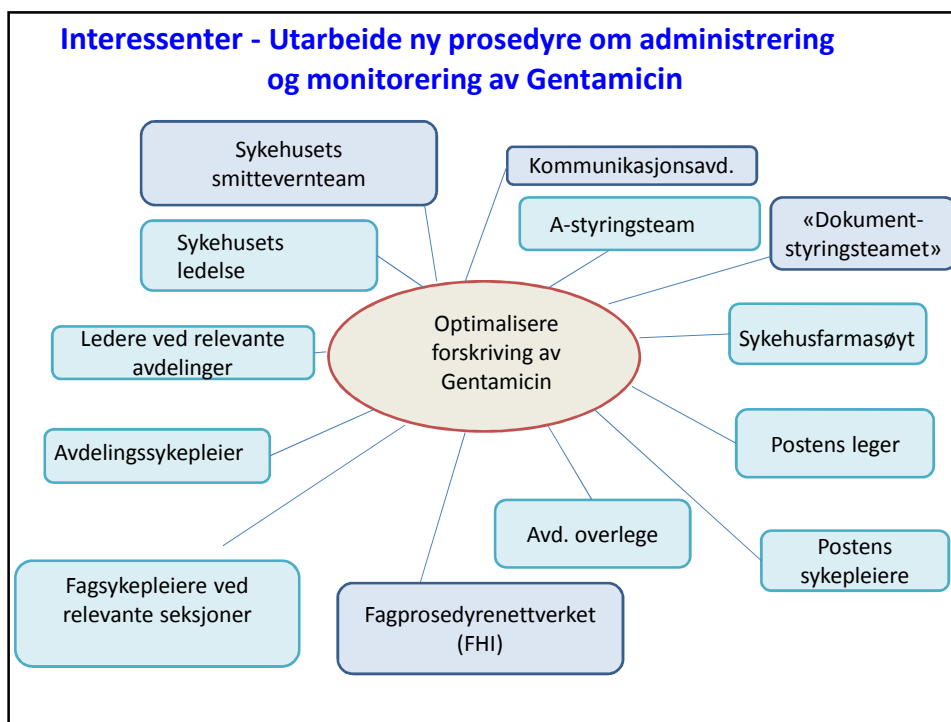 Interessenter - Utarbeide ny prosedyre om administrering
og monitorering av Gentamicin
Sykehusets
smittevernteam
Kommunikasjonsavd.
A-styringsteam
«Dokument-
styringsteamet»
Sykehusets
ledelse
Optimalisere
forskriving av
Gentamicin
Sykehusfarmasøyt
Ledere ved relevante
avdelinger
Avdelingssykepleier
Postens leger
Avd. overlege
Postens
sykepleiere
Fagsykepleiere ved
relevante seksjoner
Fagprosedyrenettverket
(FHI)